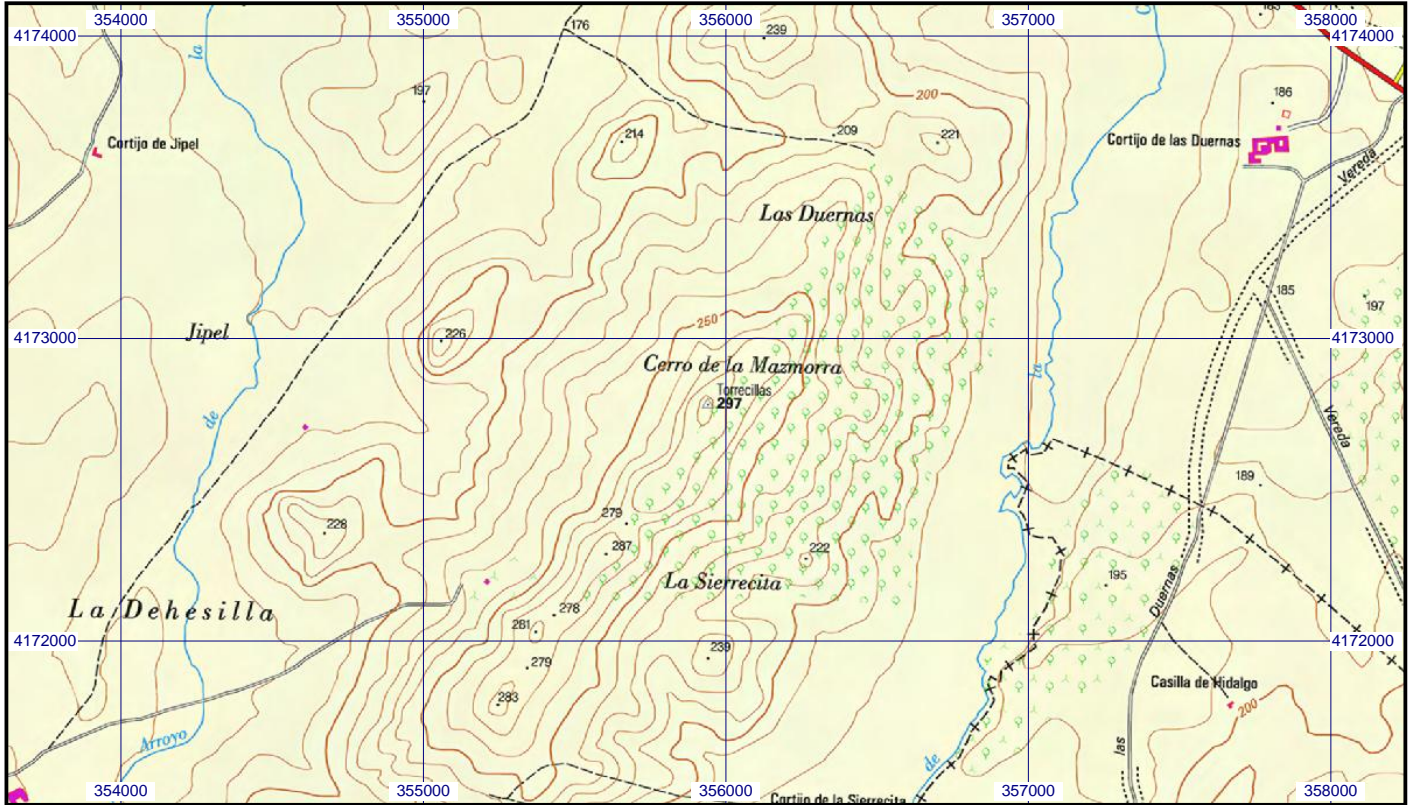 354000 355000 356000 357000 358000
4174000 4174000
176
239
la
197
186
200
Cortijo de Jipel
214
209
221
Cortijo de las Duernas
Vereda
Las Duernas
185
250
197
4173000 Jipel 226 4173000
Cerro de la Mazmorra
la
Torrecillas
297
de
Vereda
189
279
228
287
222
195
La Sierrecita
Duernas
La Dehesilla
278
281
4172000 4172000
279
239
283
Casilla de Hidalgo
200
Arroyo
las
de
354000 355000 356000 357000 358000
Cortijo de la Sierrecita